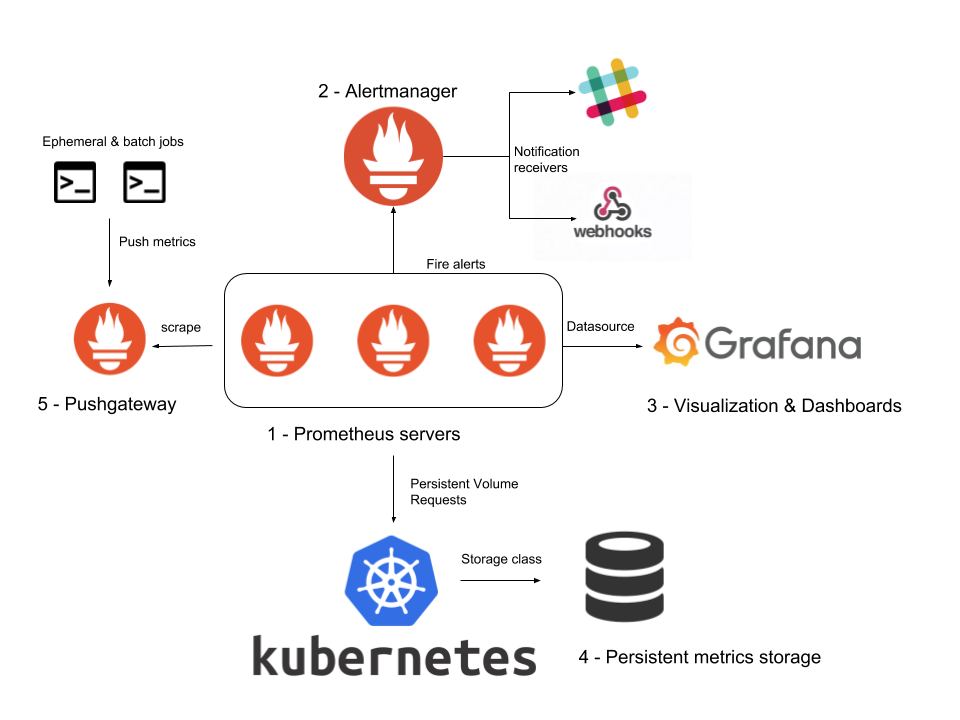 2 - Alertmanager
Ephemeral & batch jobs
>_
>_
Notification
receivers
webhooks
Push metrics
Fire alerts
scrape
Datasource
Grafana
5 - Pushgateway
3 - Visualization & Dashboards
1 - Prometheus servers
Persistent Volume
Requests
Storage class
kubernetes
4 - Persistent metrics storage